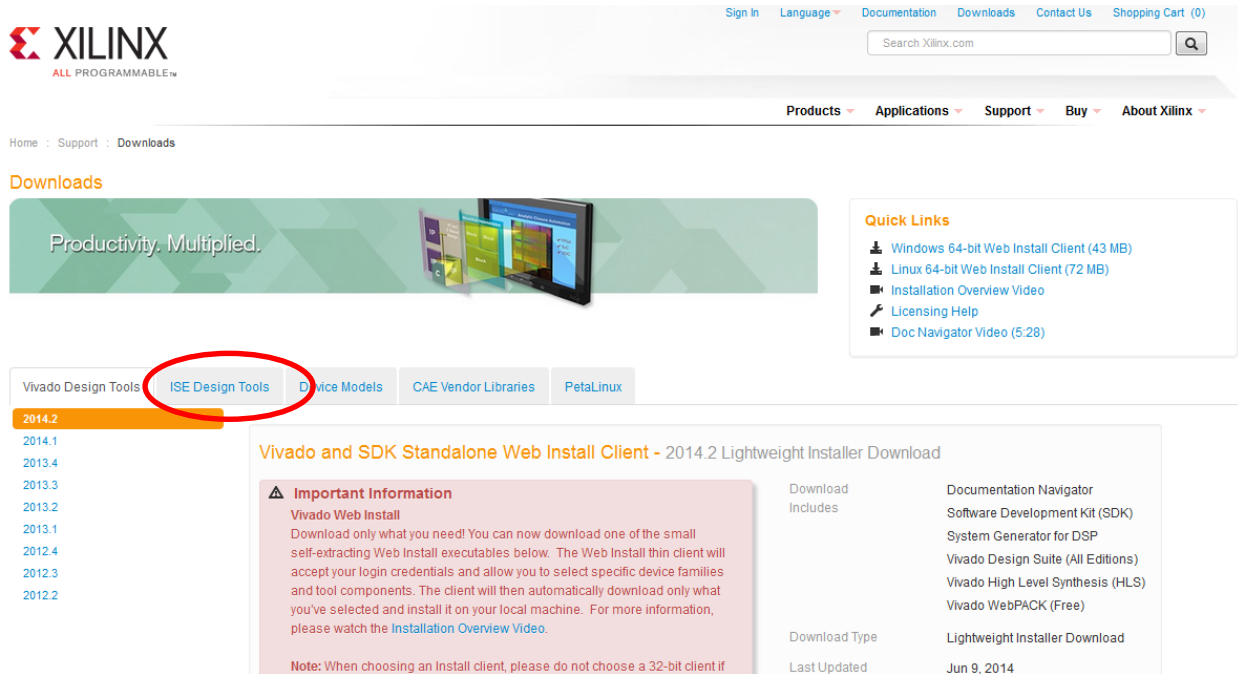 Sign In Language Documentation Downloads Contact Us Shopping Cart (0)
XILINX
ALL PROGRAMMABLE™
Search Xilinx.com
Products Applications Support Buy About Xilinx
Home : Support : Downloads
Downloads
Productivity. Multiplied.
Quick Links
Windows 64-bit Web Install Client (43 MB)
Linux 64-bit Web Install Client (72 MB)
Installation Overview Video
Licensing Help
Doc Navigator Video (5:28)
Vivado Design Tools ISE Design Tools Device Models CAE Vendor Libraries PetaLinux
2014.2
2014.1
2013.4
2013.3
2013.2
2013.1
2012.4
2012.3
2012.2
Vivado and SDK Standalone Web Install Client - 2014.2 Lightweight Installer Download
Important Information
Vivado Web Install
Download only what you need! You can now download one of the small
self-extracting Web Install executables below. The Web Install thin client will
accept your login credentials and allow you to select specific device families
and tool components. The client will then automatically download only what
you've selected and install it on your local machine. For more information,
please watch the Installation Overview Video.
Note: When choosing an Install client, please do not choose a 32-bit client if
Download
Includes
Documentation Navigator
Software Development Kit (SDK)
System Generator for DSP
Vivado Design Suite (All Editions)
Vivado High Level Synthesis (HLS)
Vivado WebPACK (Free)
Download Type Lightweight Installer Download
Last Updated Jun 9, 2014